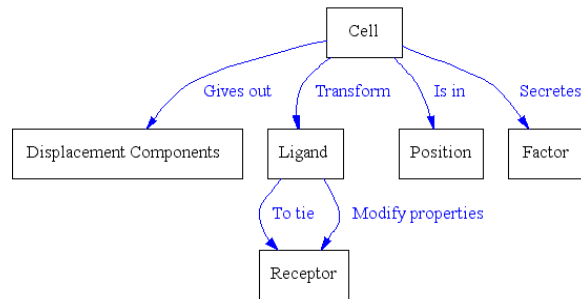 Cell
Gives out
Transform
Is in
Secretes
Displacement Components
Ligand
Position
Factor
To tie
Modify properties
Receptor